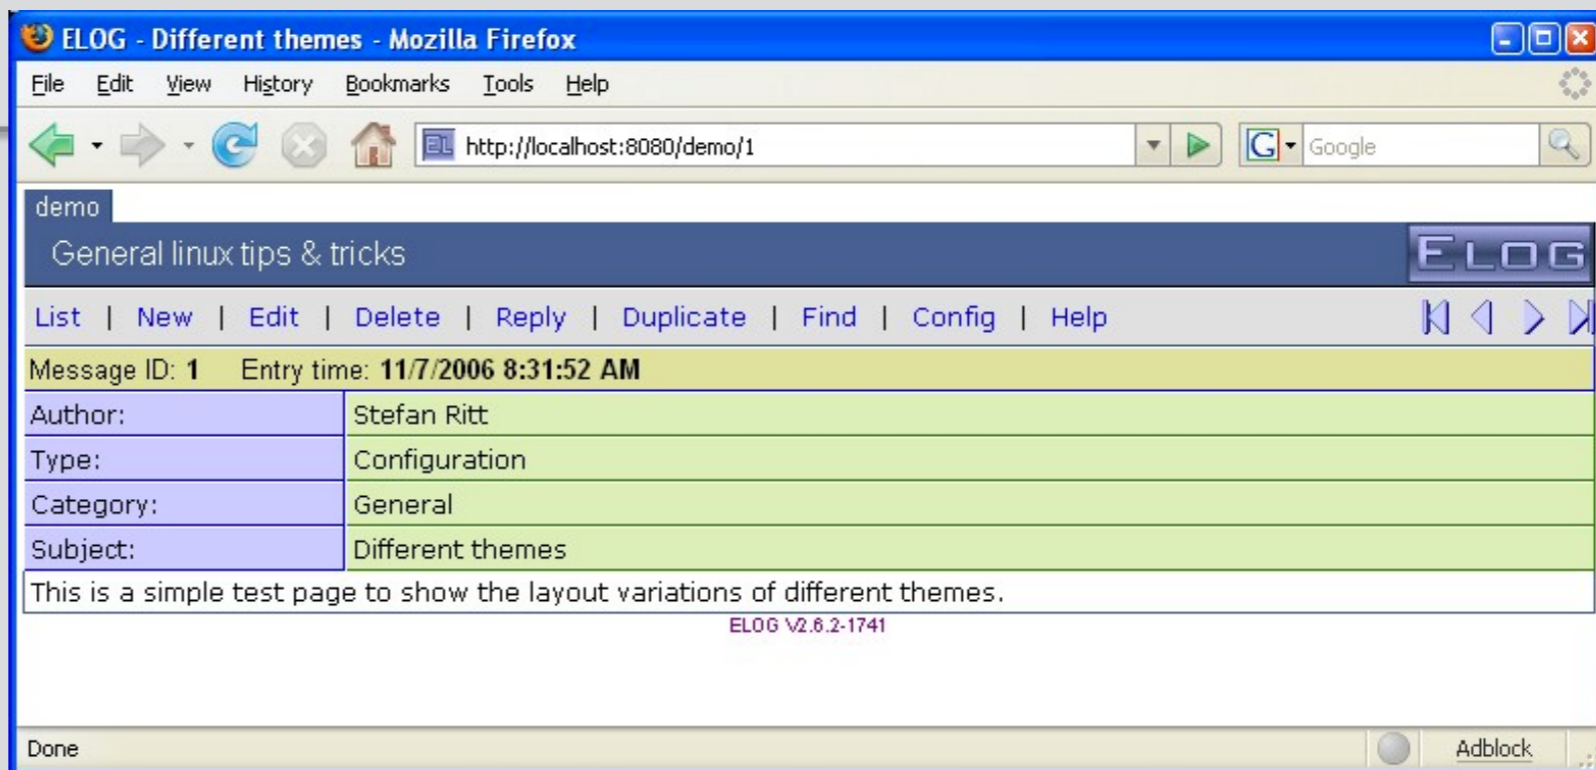 ELOG - Different themes - Mozilla Firefox
File Edit View History Bookmarks Tools Help
EL http://localhost:8080/demo/1 G Google
demo
General linux tips & tricks ELOG
List | New | Edit | Delete | Reply | Duplicate | Find | Config | Help
Message ID: 1 Entry time: 11/7/2006 8:31:52 AM
Author: Stefan Ritt
Type: Configuration
Category: General
Subject: Different themes
This is a simple test page to show the layout variations of different themes.
ELOG V2.6.2-1741
Done Adblock